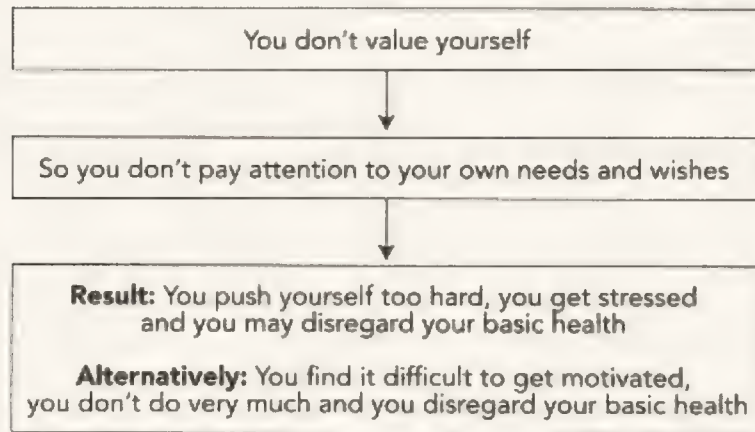 You don't value yourself
So you don't pay attention to your own needs and wishes
Result: You push yourself too hard, you get stressed
and you may disregard your basic health
Alternatively: You find it difficult to get motivated,
you don't do very much and you disregard your basic health